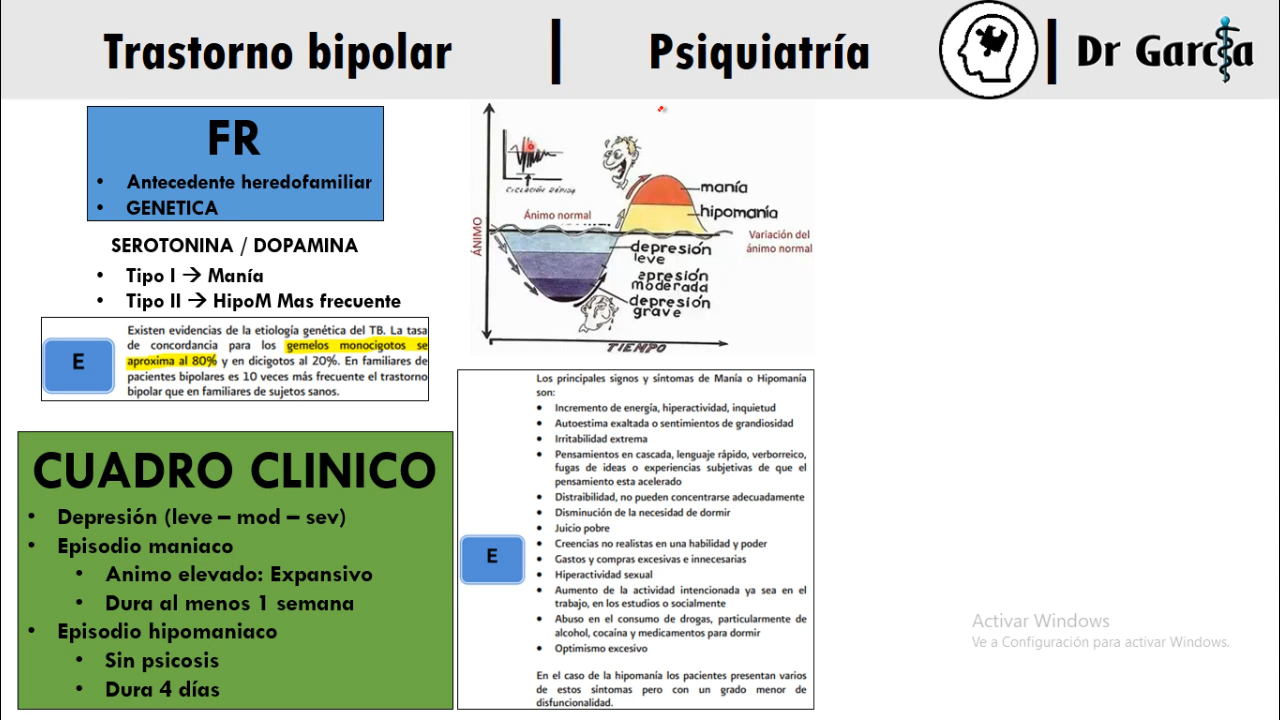 Trastorno bipolar
Psiquiatría
Dr García
FR
• Antecedente heredofamiliar
• GENETICA
SEROTONINA / DOPAMINA
• Tipo I → Manía
• Tipo II → HipoM Mas frecuente
E
Existen evidencias de la etiología genética del TB. La tasa
de concordancia para los gemelos monocigotos se
aproxima al 80% y en dicigotos al 20%. En familiares de
pacientes bipolares es 10 veces más frecuente el trastorno
bipolar que en familiares de sujetos sanos.
CUADRO CLINICO
• Depresión (leve – mod – sev)
• Episodio maniaco
• Animo elevado: Expansivo
• Dura al menos 1 semana
• Episodio hipomaniaco
• Sin psicosis
• Dura 4 días
CICLACIÓN RÁPIDA
ÁNIMO
Ánimo normal
manía
hipomanía
Variación del
ánimo normal
depresión
leve
epresión
moderada
depresión
grave
TIEMPO
E
Los principales signos y síntomas de Manía o Hipomanía
son:
• Incremento de energía, hiperactividad, inquietud
• Autoestima exaltada o sentimientos de grandiosidad
• Irritabilidad extrema
• Pensamientos en cascada, lenguaje rápido, verborreico,
fugas de ideas o experiencias subjetivas de que el
pensamiento esta acelerado
• Distraibilidad, no pueden concentrarse adecuadamente
• Disminución de la necesidad de dormir
• Juicio pobre
• Creencias no realistas en una habilidad y poder
• Gastos y compras excesivas e innecesarias
• Hiperactividad sexual
• Aumento de la actividad intencionada ya sea en el
trabajo, en los estudios o socialmente
• Abuso en el consumo de drogas, particularmente de
alcohol, cocaína y medicamentos para dormir
• Optimismo excesivo
En el caso de la hipomanía los pacientes presentan varios
de estos síntomas pero con un grado menor de
disfuncionalidad.
Activar Windows
Ve a Configuración para activar Windows.